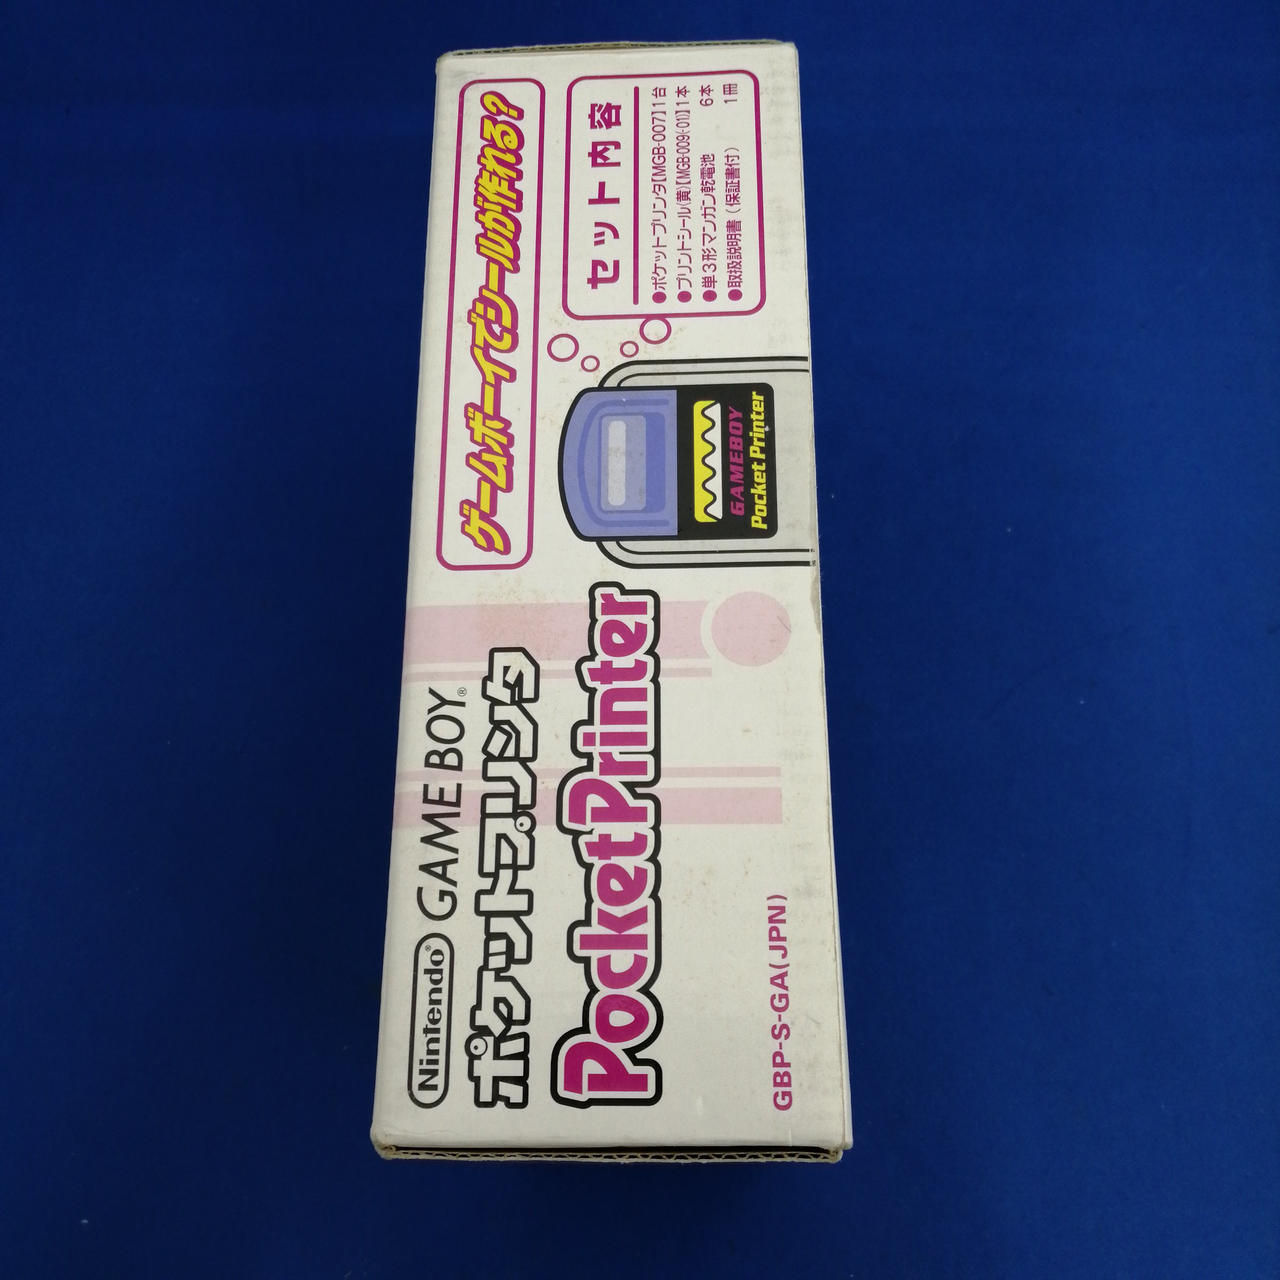 Nintendo® GAME BOY®
ポケットプリンタ
PocketPrinter
GBP-S-GA(JPN)
ゲームボーイでシールが作れる?
セット内容
●ポケットプリンタ[MGB-007]1台
●プリントシール(黄)[MGB-009(-01)]1本
●単3形マンガン乾電池 6本
●取扱説明書(保証書付) 1冊
GAMEBOY
Pocket Printer